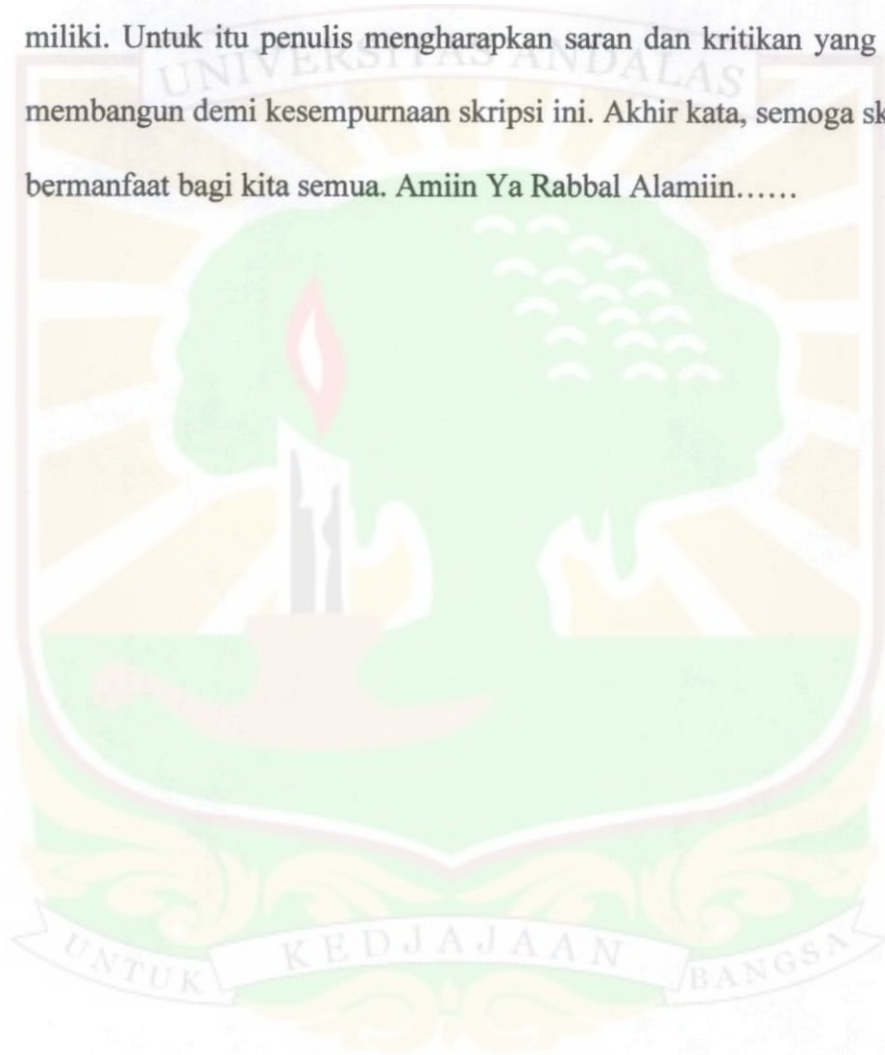 miliki. Untuk itu penulis mengharapkan saran dan kritikan yang
UNIVERSITAS ANDALAS
membangun demi kesempurnaan skripsi ini. Akhir kata, semoga
bermanfaat bagi kita semua. Amiin Ya Rabbal Alamiin……
UNTUK KEDJAJAAN BANGSA